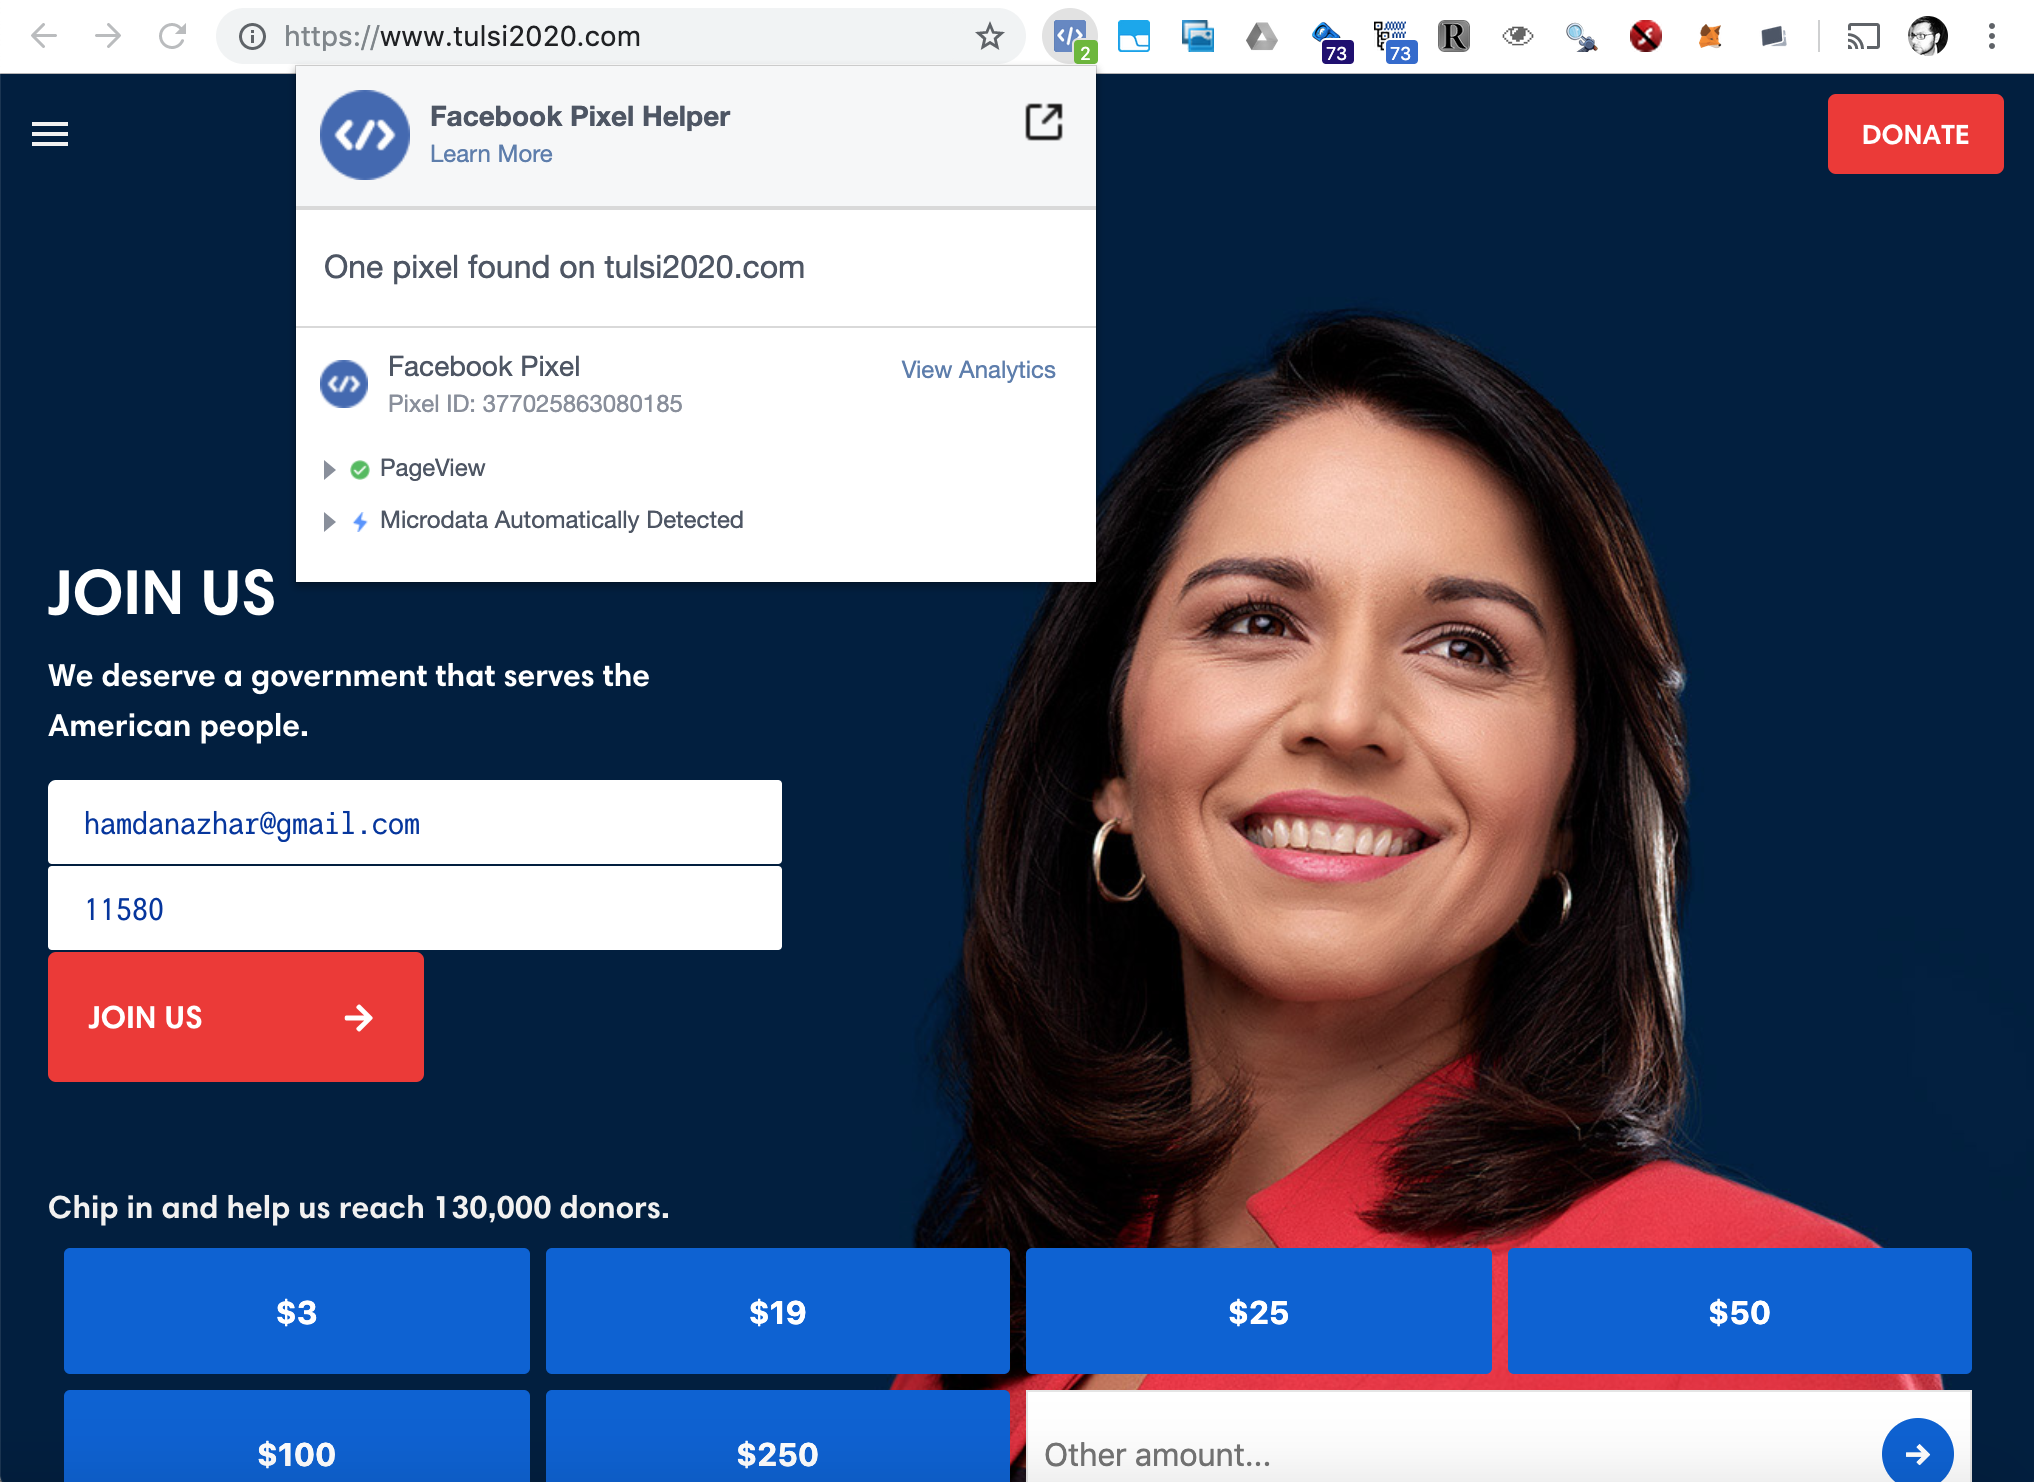 https://www.tulsi2020.com
2
73
73
R
Facebook Pixel Helper
Learn More
DONATE
One pixel found on tulsi2020.com
Facebook Pixel
View Analytics
Pixel ID: 377025863080185
PageView
Microdata Automatically Detected
JOIN US
We deserve a government that serves the
American people.
hamdanazhar@gmail.com
11580
JOIN US
Chip in and help us reach 130,000 donors.
$3
$19
$25
$50
$100
$250
Other amount...